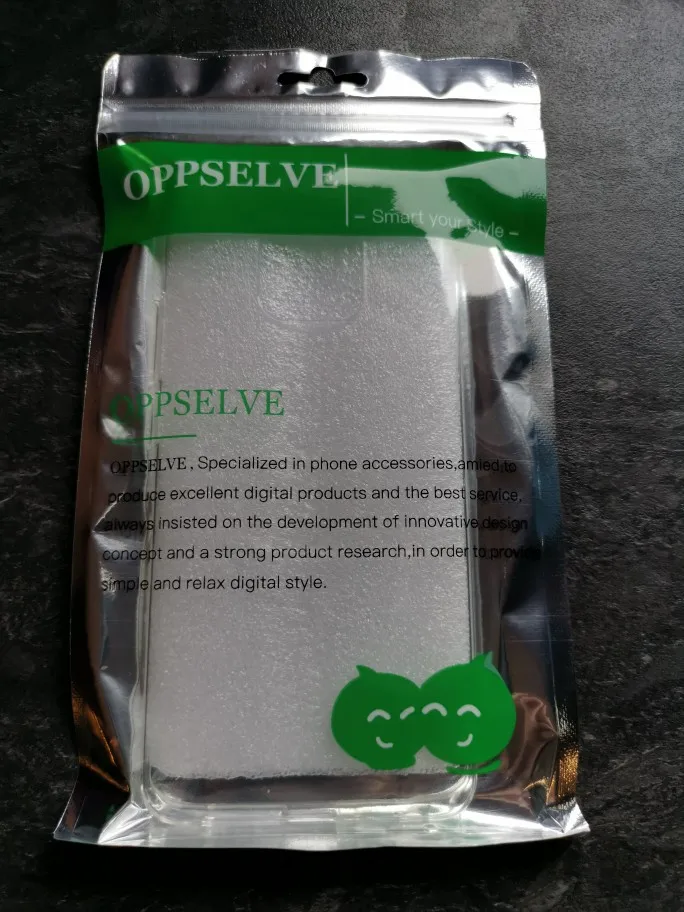 OPPSELVE
- Smart your Style -
OPPSELVE
OPPSELVE, Specialized in phone accessories,amied to
produce excellent digital products and the best service,
always insisted on the development of innovative design
concept and a strong product research,in order to provide
simple and relax digital style.